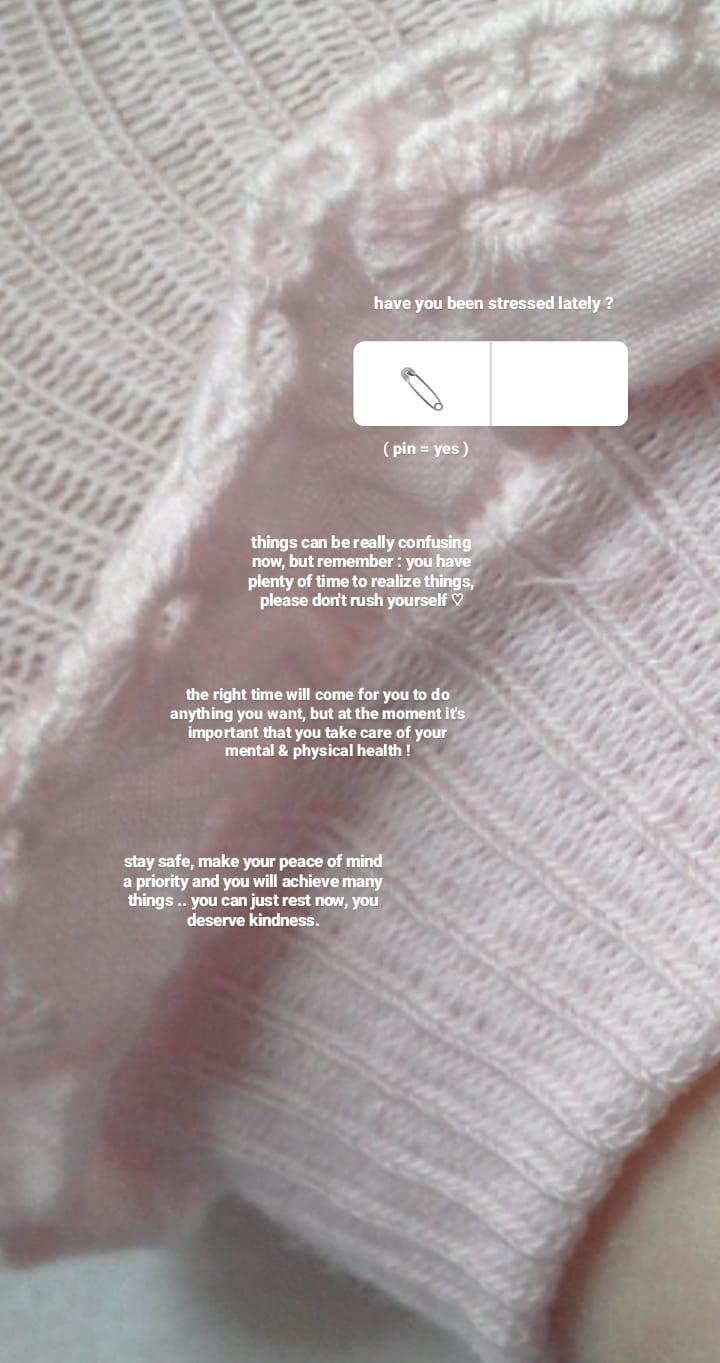 have you been stressed lately ?
( pin = yes )
things can be really confusing
now, but remember : you have
plenty of time to realize things,
please don't rush yourself ♡
the right time will come for you to do
anything you want, but at the moment it's
important that you take care of your
mental & physical health !
stay safe, make your peace of mind
a priority and you will achieve many
things .. you can just rest now, you
deserve kindness.